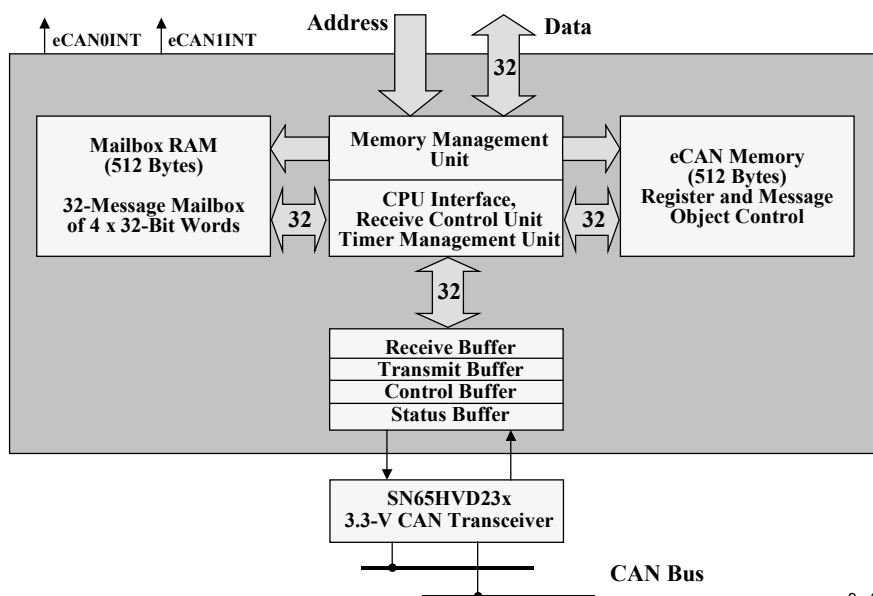 eCAN0INT
eCAN1INT
Address
Data
32
Mailbox RAM
(512 Bytes)
32-Message Mailbox
of 4 x 32-Bit Words
Memory Management
Unit
CPU Interface,
Receive Control Unit
Timer Management Unit
eCAN Memory
(512 Bytes)
Register and Message
Object Control
32
32
32
Receive Buffer
Transmit Buffer
Control Buffer
Status Buffer
SN65HVD23x
3.3-V CAN Transceiver
CAN Bus